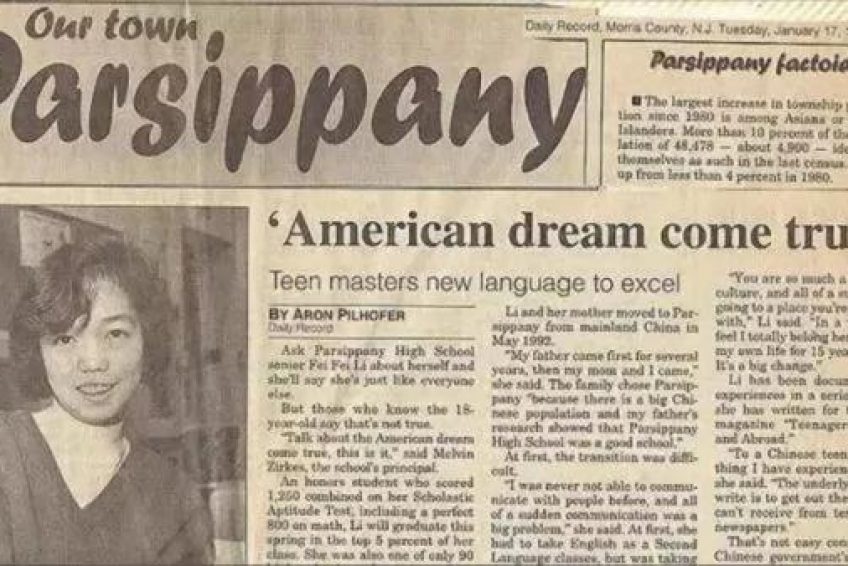 Our town
Parsippany
Daily Record, Morris County, N.J. Tuesday, January 17,
Parsippany factoid
■ The largest increase in township
tion since 1980 is among Asians or
Islanders. More than 10 percent of the
lation of 48,478 — about 4,900 — ide
themselves as such in the last census.
up from less than 4 percent in 1980.
‘American dream come tru
Teen masters new language to excel
BY ARON PILHOFER
Daily Record
Ask Parsippany High School
senior Fei Fei Li about herself and
she'll say she's just like everyone
else.
But those who know the 18-
year-old say that's not true.
"Talk about the American dream
come true, this is it," said Melvin
Zirkes, the school's principal.
An honors student who scored
1,250 combined on her Scholastic
Aptitude Test, including a perfect
800 on math, Li will graduate this
spring in the top 5 percent of her
class. She was also one of only 90
Li and her mother moved to Par-
sippany from mainland China in
May 1992.
"My father came first for several
years, then my mom and I came,"
she said. The family chose Parsip-
pany "because there is a big Chi-
nese population and my father's
research showed that Parsippany
High School was a good school."
At first, the transition was diffi-
cult.
"I was never able to commu-
nicate with people before, and all
of a sudden communication was a
big problem," she said. At first, she
had to take English as a Second
Language classes, but was taking
"You are so much a
culture, and all of a su
going to a place you're
with," Li said. "In a
feel I totally belong her
my own life for 15 yea
It's a big change."
Li has been docum
experiences in a serie
she has written for
magazine "Teenager
and Abroad."
"To a Chinese teen
thing I have experien
she said. "The underly
write is to get out the
can't receive from te
newspapers."
That's not easy con
Chinese government's